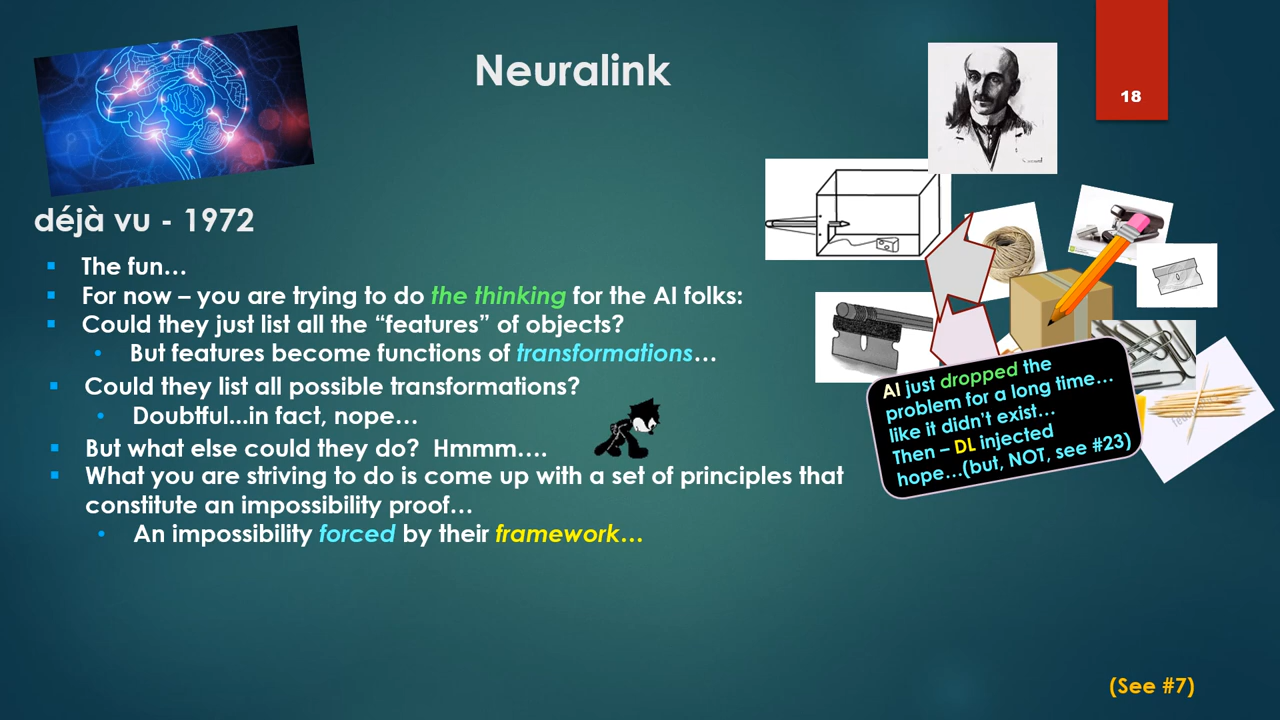 Neuralink
18
déjà vu - 1972
The fun…
For now – you are trying to do the thinking for the AI folks:
Could they just list all the “features” of objects?
But features become functions of transformations…
Could they list all possible transformations?
Doubtful...in fact, nope…
But what else could they do?  Hmmm….
What you are striving to do is come up with a set of principles that
constitute an impossibility proof…
An impossibility forced by their framework…
AI just dropped the
problem for a long time…
like it didn’t exist…
Then – DL injected
hope…(but, NOT, see #23)
(See #7)